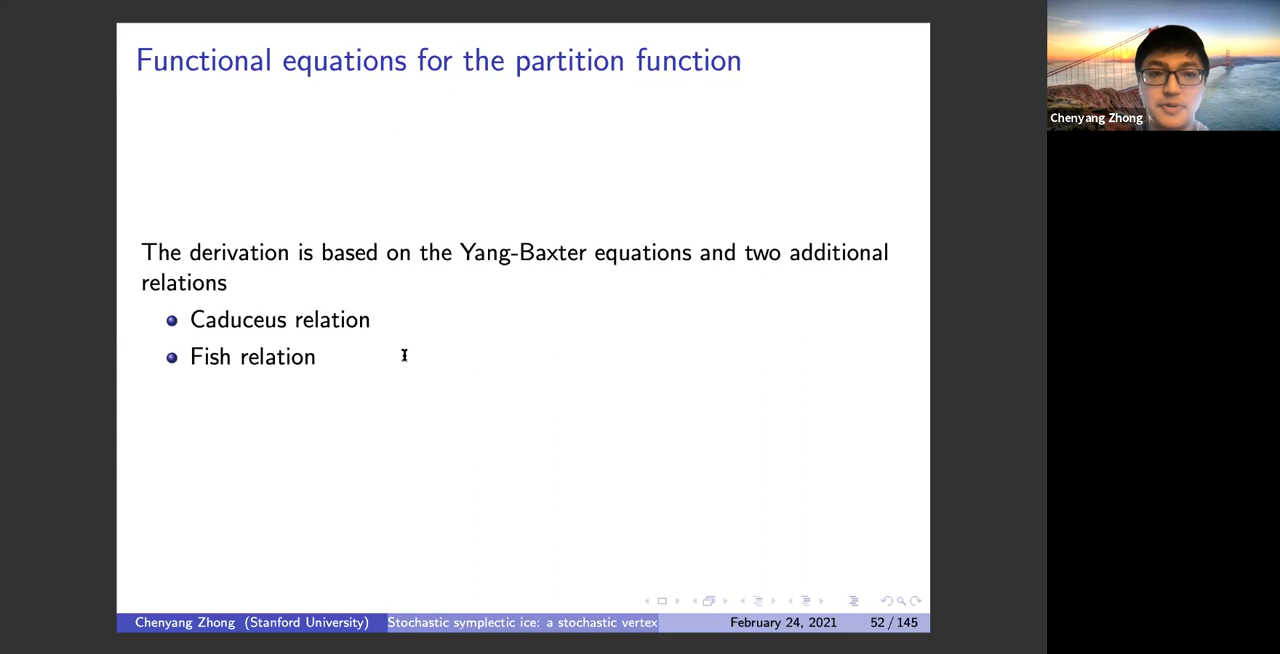 Functional equations for the partition function
Chenyang Zhong
The derivation is based on the Yang-Baxter equations and two additional
relations
Caduceus relation
Fish relation
Chenyang Zhong (Stanford University) Stochastic symplectic ice: a stochastic vertex February 24, 2021 52 / 145